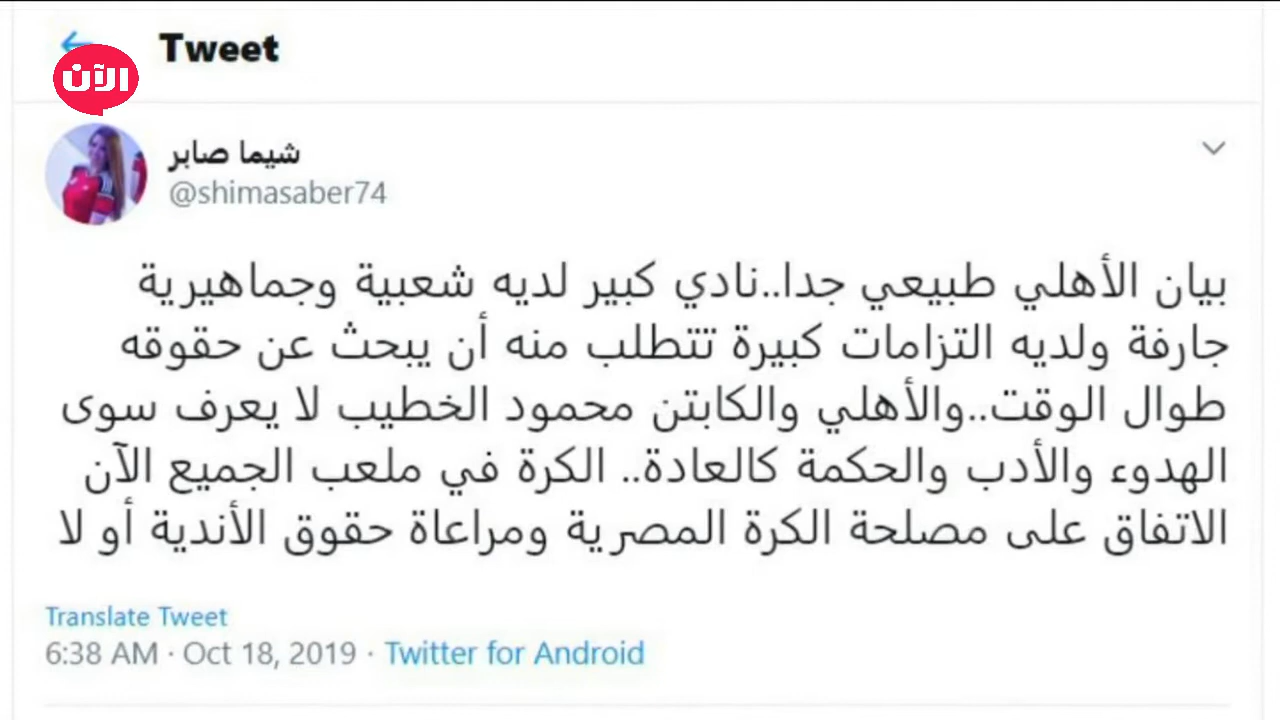 Tweet
الآن
شيما صابر
@shimasaber74
بيان الأهلي طبيعي جدا..نادي كبير لديه شعبية وجماهيرية
جارفة ولديه التزامات كبيرة تتطلب منه أن يبحث عن حقوقه
طوال الوقت..والأهلي والكابتن محمود الخطيب لا يعرف سوى
الهدوء والأدب والحكمة كالعادة.. الكرة في ملعب الجميع الآن
الاتفاق على مصلحة الكرة المصرية ومراعاة حقوق الأندية أو لا
Translate Tweet
6:38 AM · Oct 18, 2019 · Twitter for Android